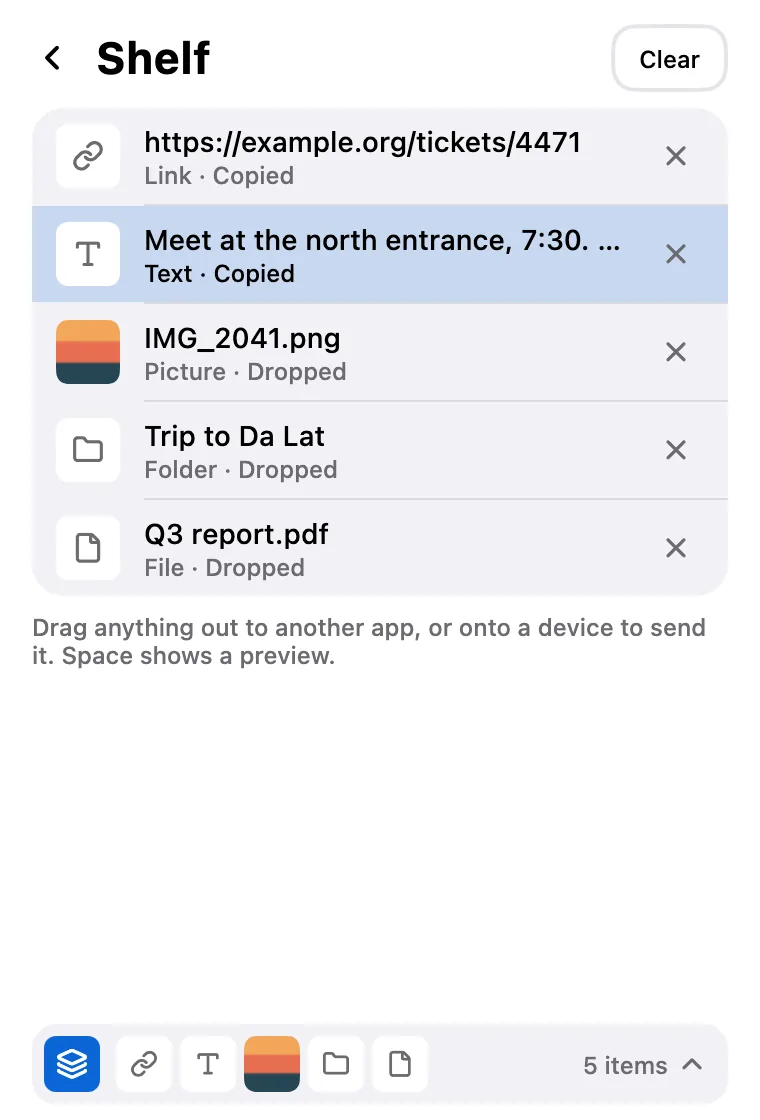 Shelf
Clear
https://example.org/tickets/4471
Link · Copied
Meet at the north entrance, 7:30. ...
Text · Copied
IMG_2041.png
Picture · Dropped
Trip to Da Lat
Folder · Dropped
Q3 report.pdf
File · Dropped
Drag anything out to another app, or onto a device to send
it. Space shows a preview.
5 items